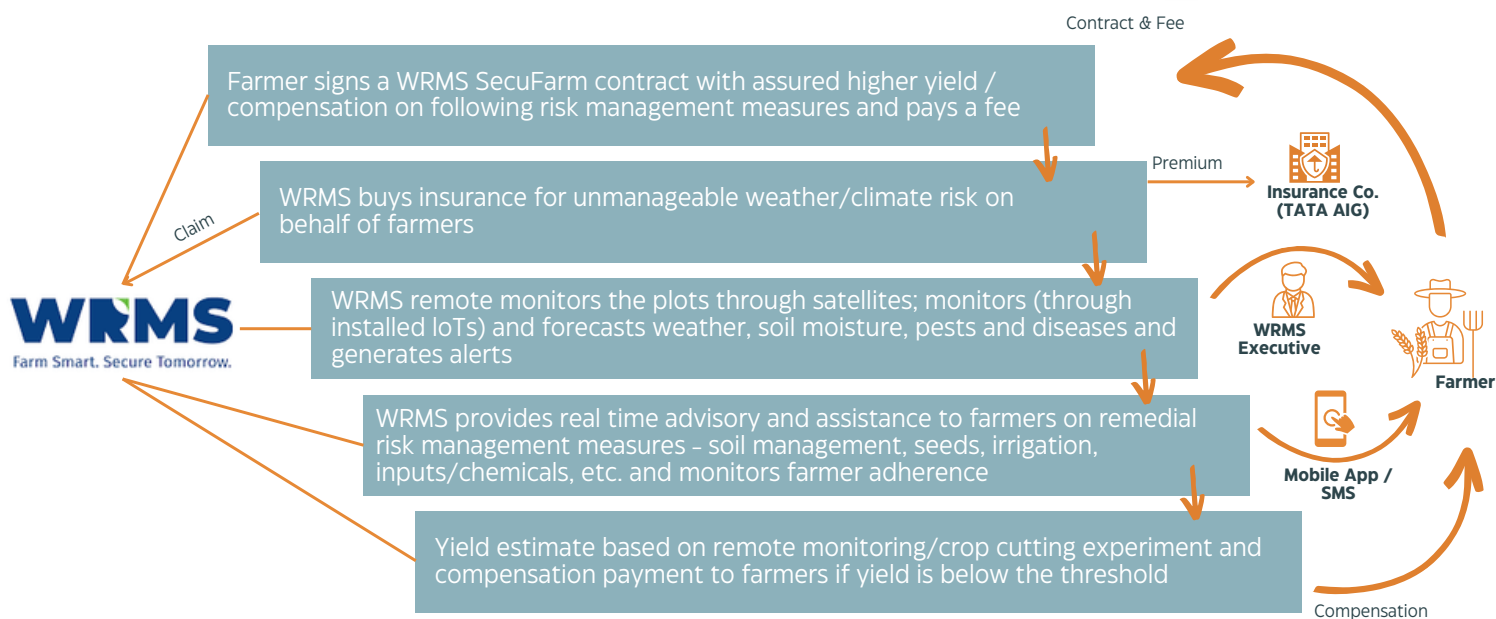 Contract & Fee
Farmer signs a WRMS SecuFarm contract with assured higher yield /
compensation on following risk management measures and pays a fee
Premium
WRMS buys insurance for unmanageable weather/climate risk on
behalf of farmers
Insurance Co.
(TATA AIG)
Claim
WRMS
Farm Smart. Secure Tomorrow.
WRMS remote monitors the plots through satellites; monitors (through
installed IoTs) and forecasts weather, soil moisture, pests and diseases and
generates alerts
WRMS
Executive
Farmer
WRMS provides real time advisory and assistance to farmers on remedial
risk management measures – soil management, seeds, irrigation,
inputs/chemicals, etc. and monitors farmer adherence
Mobile App /
SMS
Yield estimate based on remote monitoring/crop cutting experiment and
compensation payment to farmers if yield is below the threshold
Compensation